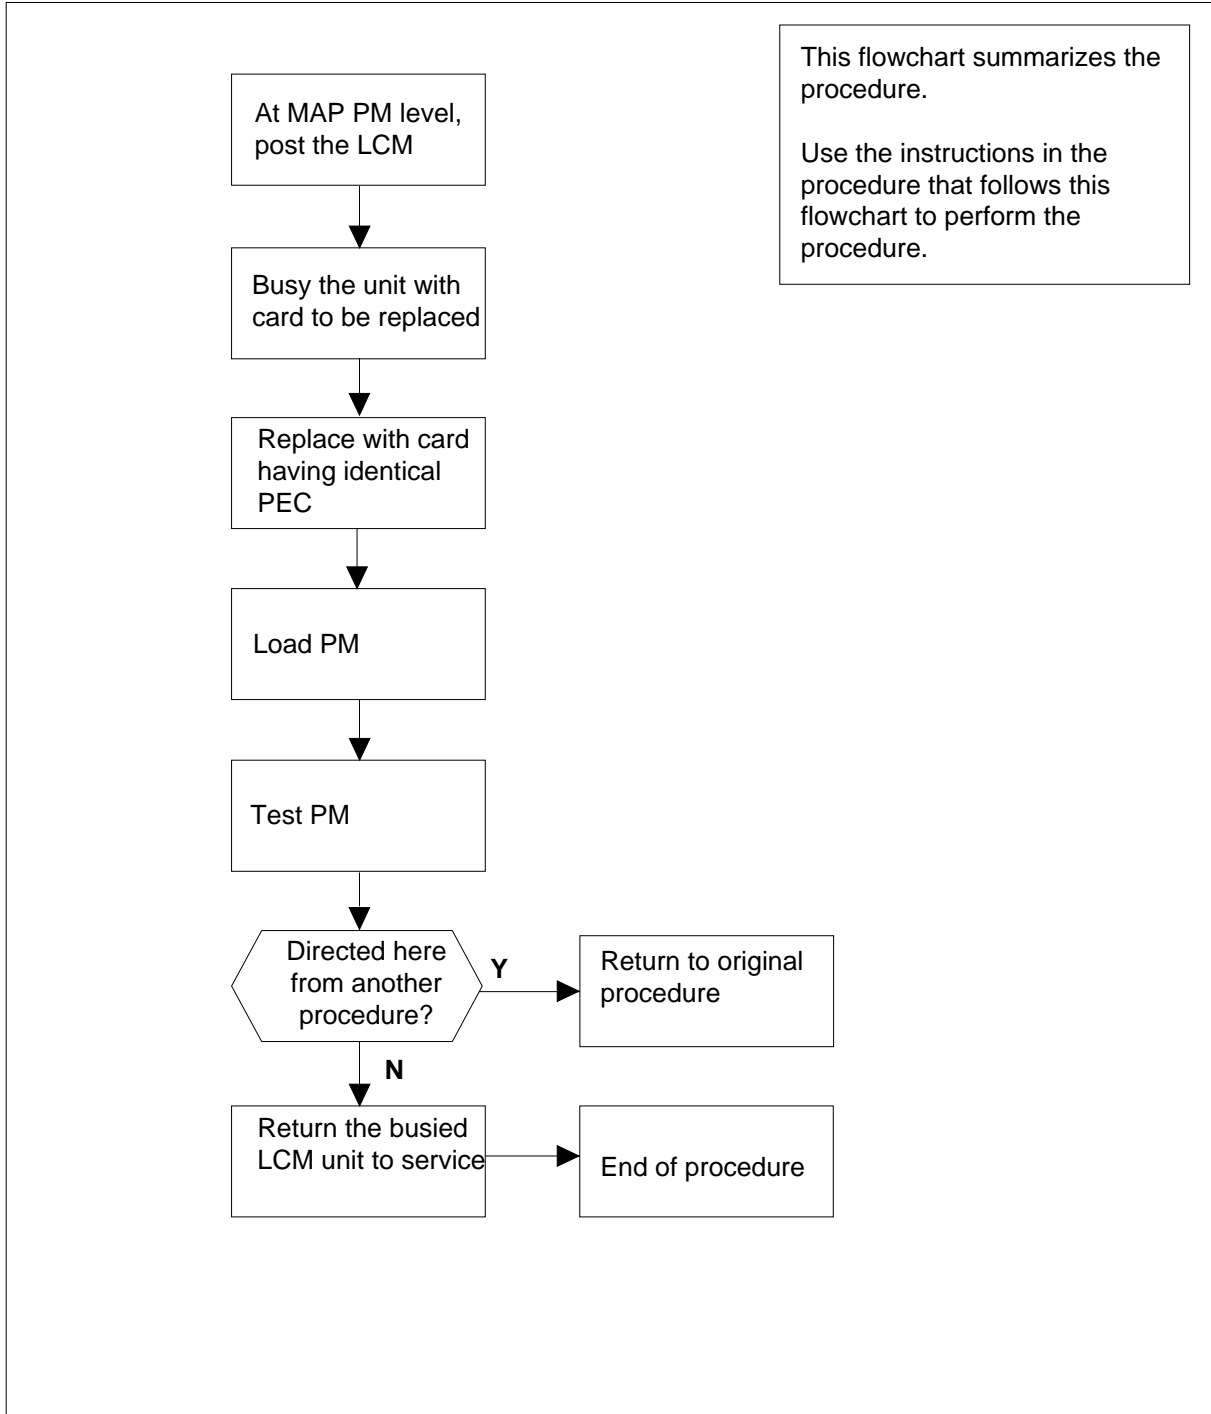 This flowchart summarizes the
procedure.
Use the instructions in the
procedure that follows this
flowchart to perform the
procedure.
At MAP PM level,
post the LCM
Busy the unit with
card to be replaced
Replace with card
having identical
PEC
Load PM
Test PM
Directed here
from another
procedure?
Y
Return to original
procedure
N
Return the busied
LCM unit to service
End of procedure